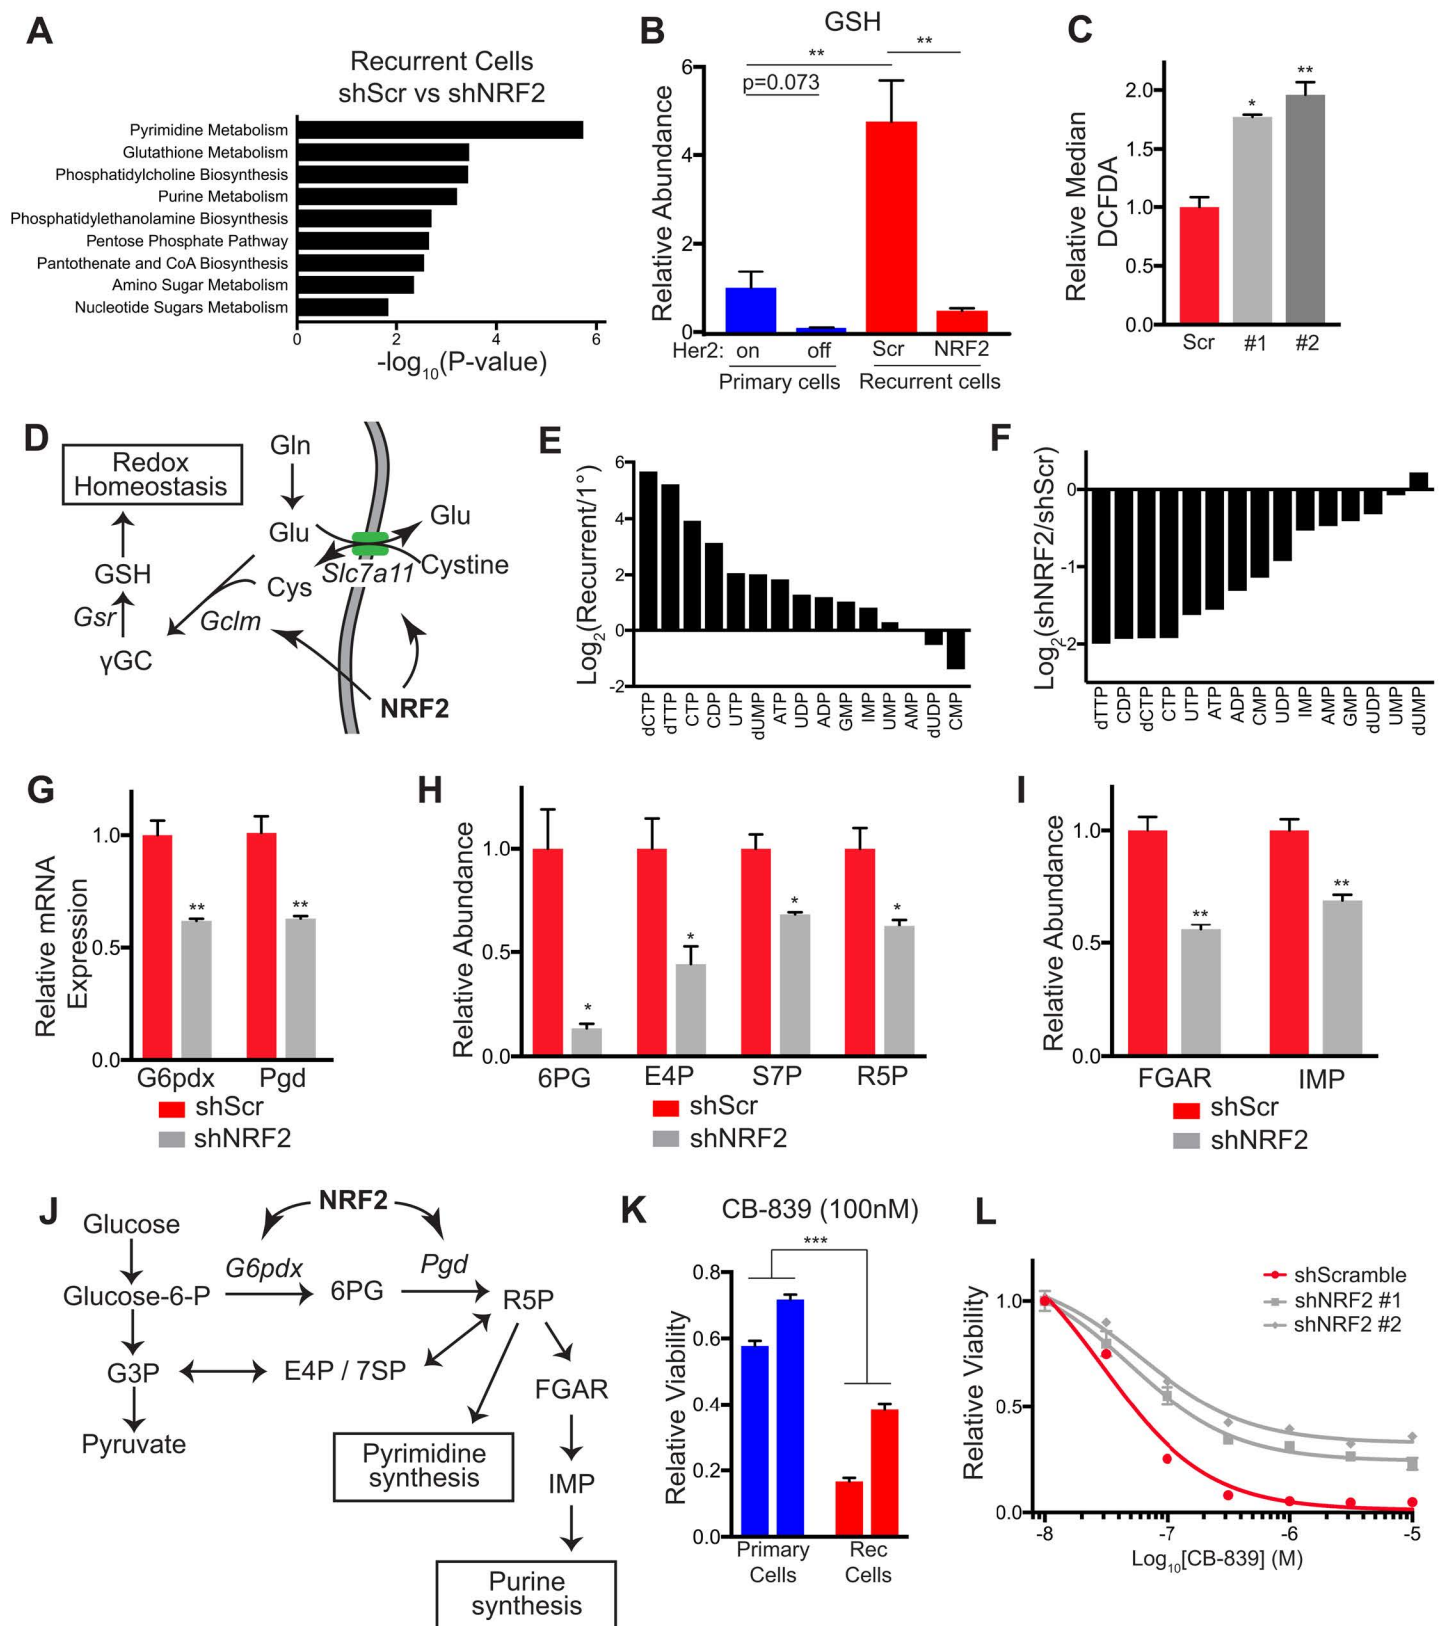 A
Recurrent Cells
shScr vs shNRF2
Pyrimidine Metabolism
Glutathione Metabolism
Phosphatidylcholine Biosynthesis
Purine Metabolism
Phosphatidylethanolamine Biosynthesis
Pentose Phosphate Pathway
Pantothenate and CoA Biosynthesis
Amino Sugar Metabolism
Nucleotide Sugars Metabolism
0 2 4 6
-log10(P-value)
B
GSH
** **
p=0.073
Relative Abundance
6
4
2
0
Her2: on off Scr NRF2
Primary cells Recurrent cells
C
Relative Median
DCFDA
2.0
1.5
1.0
0.5
0.0
* **
Scr #1 #2
D
Redox
Homeostasis
Gln
Glu
Glu
GSH
Cys
Slc7a11
Cystine
Gsr
Gclm
γGC
NRF2
E
Log2(Recurrent/1°)
6
4
2
0
-2
dCTP dTTP CTP CDP UTP dUMP ATP UDP ADP GMP IMP UMP AMP dUDP CMP
F
Log2(shNRF2/shScr)
0
-1
-2
dTTP CDP dCTP CTP UTP ATP ADP CMP UDP IMP AMP GMP dUDP UMP dUMP
G
Relative mRNA
Expression
1.0
0.5
0.0
** **
G6pdx Pgd
shScr
shNRF2
H
Relative Abundance
1.0
0.5
0.0
* * * *
6PG E4P S7P R5P
shScr
shNRF2
I
Relative Abundance
1.0
0.5
0.0
** **
FGAR IMP
shScr
shNRF2
J
NRF2
Glucose
G6pdx
Pgd
Glucose-6-P
6PG
R5P
G3P
E4P / 7SP
FGAR
Pyruvate
Pyrimidine
synthesis
IMP
Purine
synthesis
K
CB-839 (100nM)
***
Relative Viability
0.8
0.6
0.4
0.2
0.0
Primary
Cells
Rec
Cells
L
shScramble
shNRF2 #1
shNRF2 #2
Relative Viability
1.0
0.5
0.0
-8 -7 -6 -5
Log10[CB-839] (M)